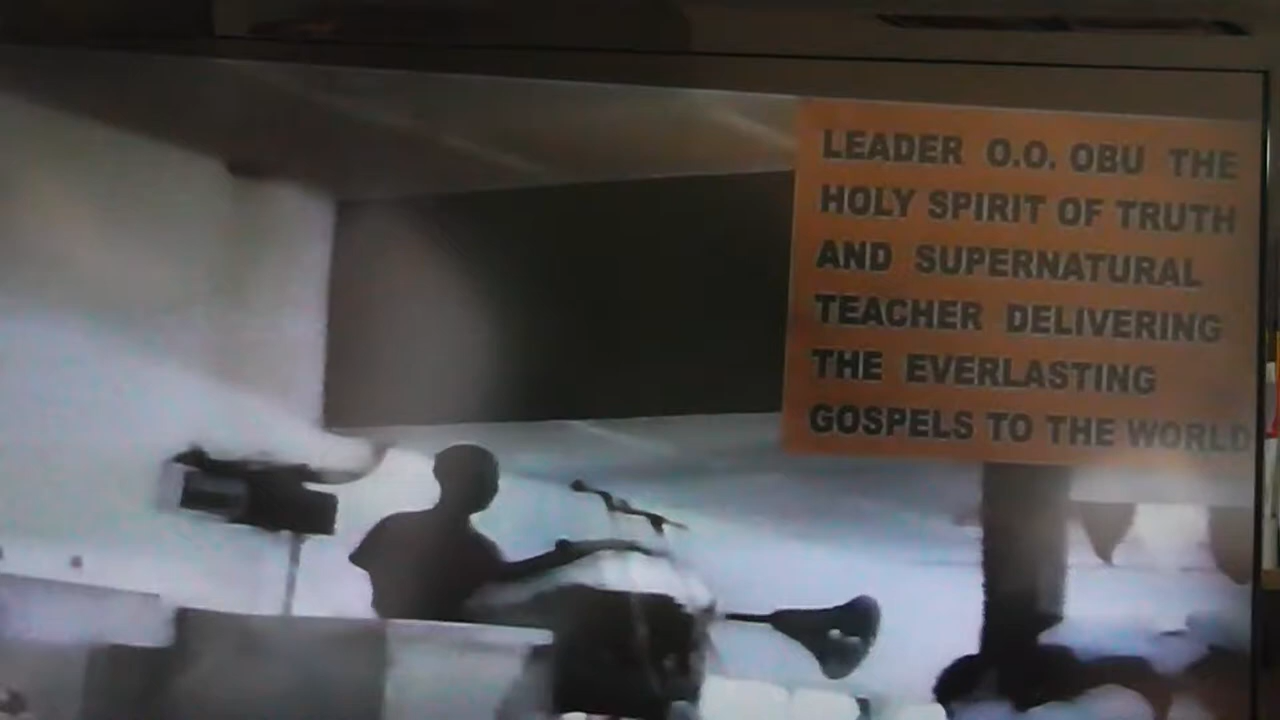 LEADER O.O. OBU THE
HOLY SPIRIT OF TRUTH
AND SUPERNATURAL
TEACHER DELIVERING
THE EVERLASTING
GOSPELS TO THE WORLD